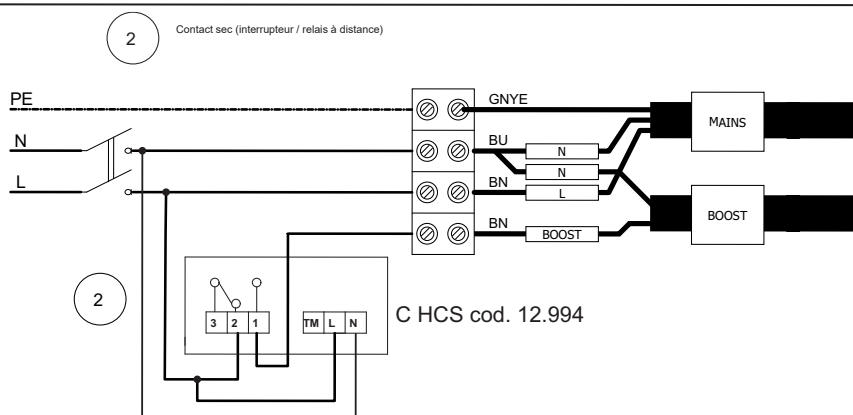 2
Contact sec (interrupteur / relais à distance)
PE
GNYE
MAINS
N
BU
N
N
L
BN
L
BOOST
BN
BOOST
2
3 2 1
TM L N
C HCS cod. 12.994